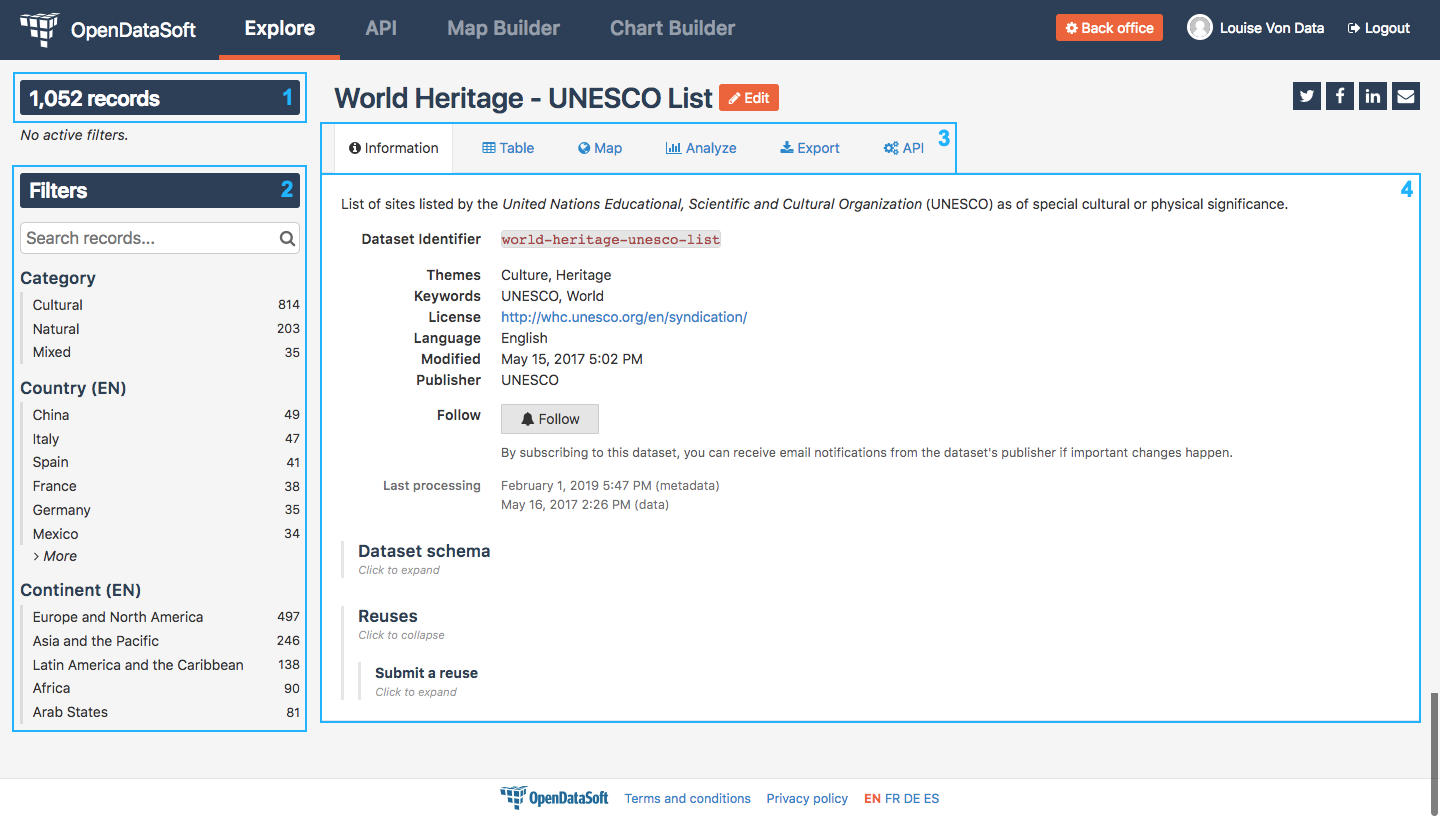 OpenDataSoft Explore API Map Builder Chart Builder Back office Louise Von Data Logout
1,052 records 1
No active filters.
Filters 2
Search records...
Category
Cultural 814
Natural 203
Mixed 35
Country (EN)
China 49
Italy 47
Spain 41
France 38
Germany 35
Mexico 34
> More
Continent (EN)
Europe and North America 497
Asia and the Pacific 246
Latin America and the Caribbean 138
Africa 90
Arab States 81
World Heritage - UNESCO List Edit
Information Table Map Analyze Export API 3
4
List of sites listed by the United Nations Educational, Scientific and Cultural Organization (UNESCO) as of special cultural or physical significance.
Dataset Identifier world-heritage-unesco-list
Themes Culture, Heritage
Keywords UNESCO, World
License http://whc.unesco.org/en/syndication/
Language English
Modified May 15, 2017 5:02 PM
Publisher UNESCO
Follow Follow
By subscribing to this dataset, you can receive email notifications from the dataset's publisher if important changes happen.
Last processing February 1, 2019 5:47 PM (metadata)
May 16, 2017 2:26 PM (data)
Dataset schema
Click to expand
Reuses
Click to collapse
Submit a reuse
Click to expand
OpenDataSoft Terms and conditions Privacy policy EN FR DE ES